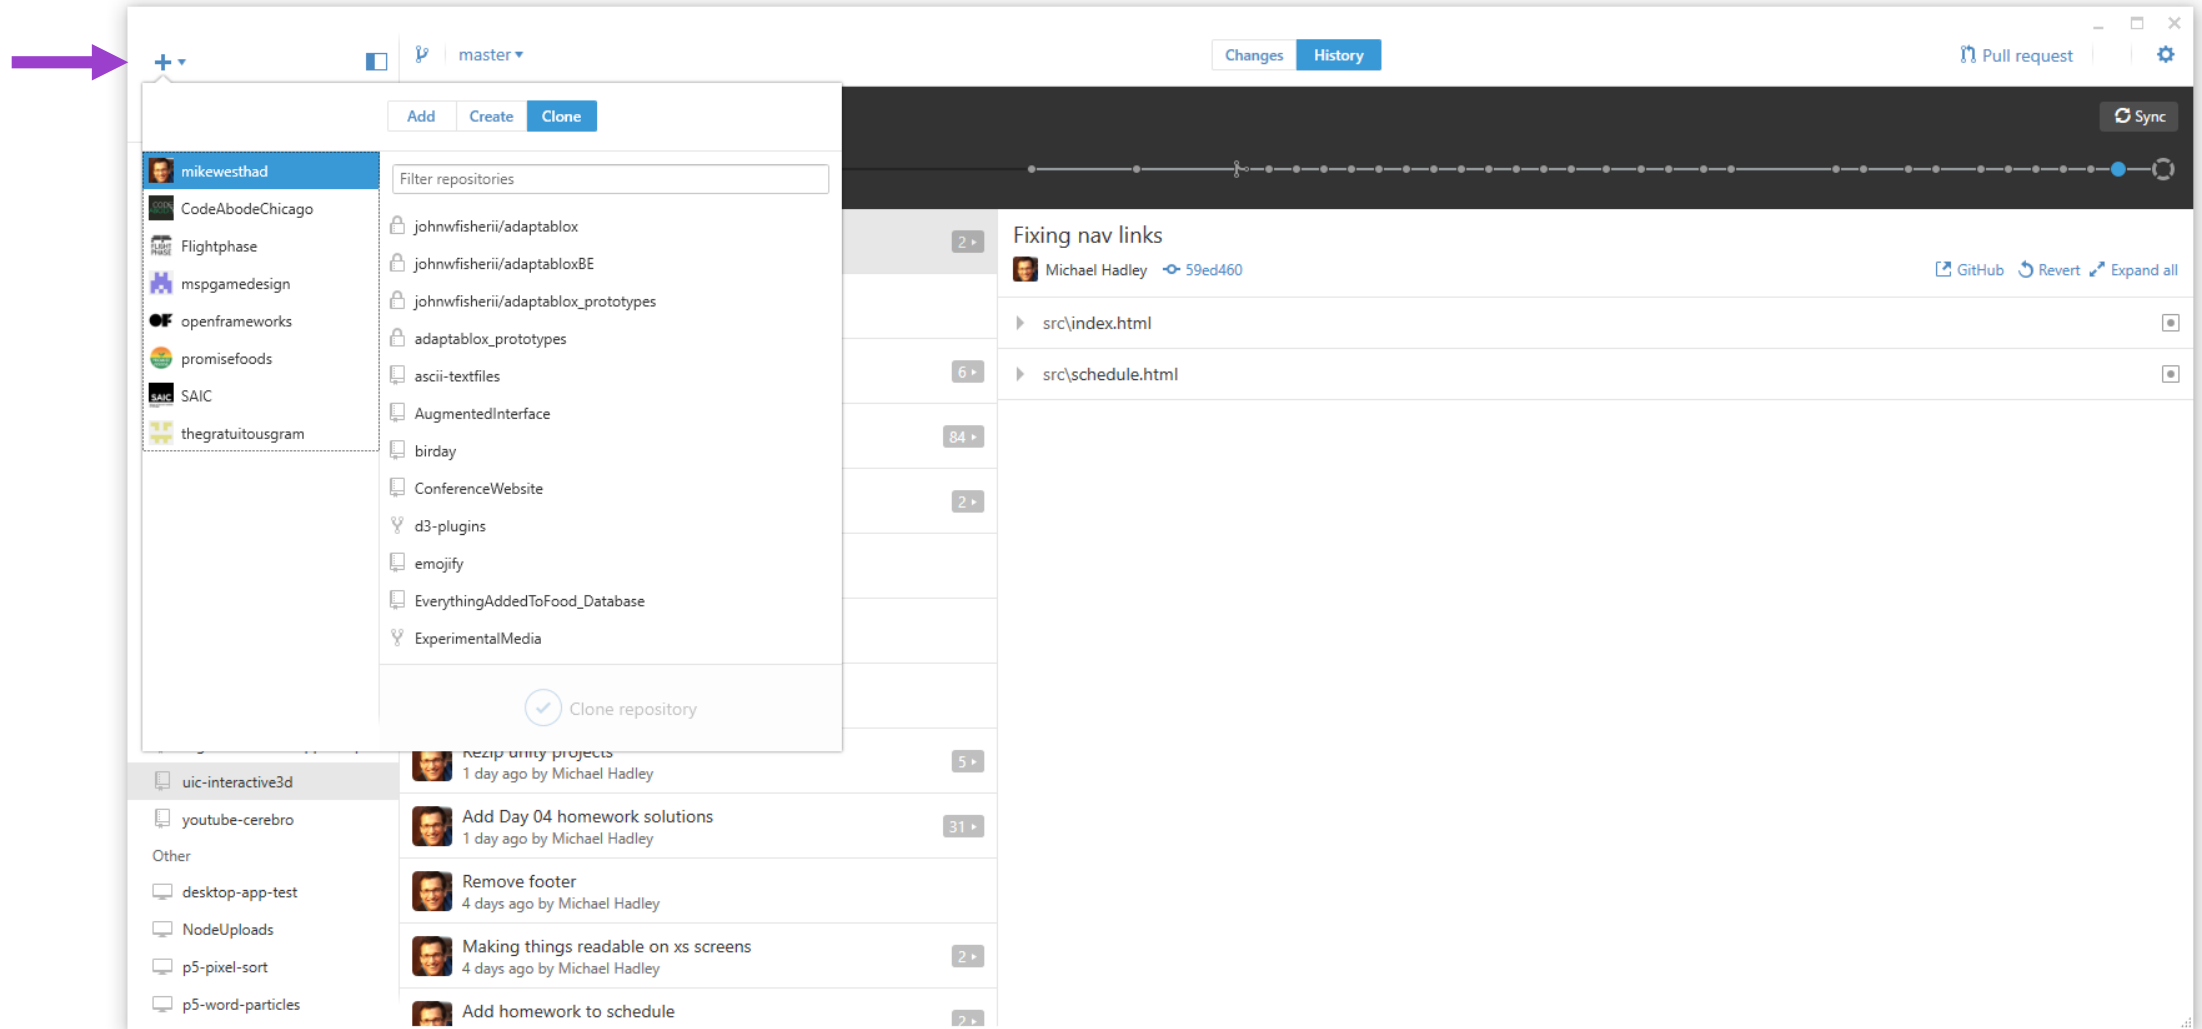 master
Changes
History
Pull request
Add
Create
Clone
Sync
mikewesthad
CodeAbodeChicago
Flightphase
mspgamedesign
openframeworks
promisefoods
SAIC
thegratuitousgram
Filter repositories
johnwfisherii/adaptablox
johnwfisherii/adaptabloxBE
johnwfisherii/adaptablox_prototypes
adaptablox_prototypes
ascii-textfiles
AugmentedInterface
birday
ConferenceWebsite
d3-plugins
emojify
EverythingAddedToFood_Database
ExperimentalMedia
Clone repository
uic-interactive3d
youtube-cerebro
Other
desktop-app-test
NodeUploads
p5-pixel-sort
p5-word-particles
2
6
84
2
Rezip unity projects
1 day ago by Michael Hadley
5
Add Day 04 homework solutions
1 day ago by Michael Hadley
31
Remove footer
4 days ago by Michael Hadley
Making things readable on xs screens
4 days ago by Michael Hadley
2
Add homework to schedule
2
Fixing nav links
Michael Hadley 59ed460
GitHub Revert Expand all
src\index.html
src\schedule.html